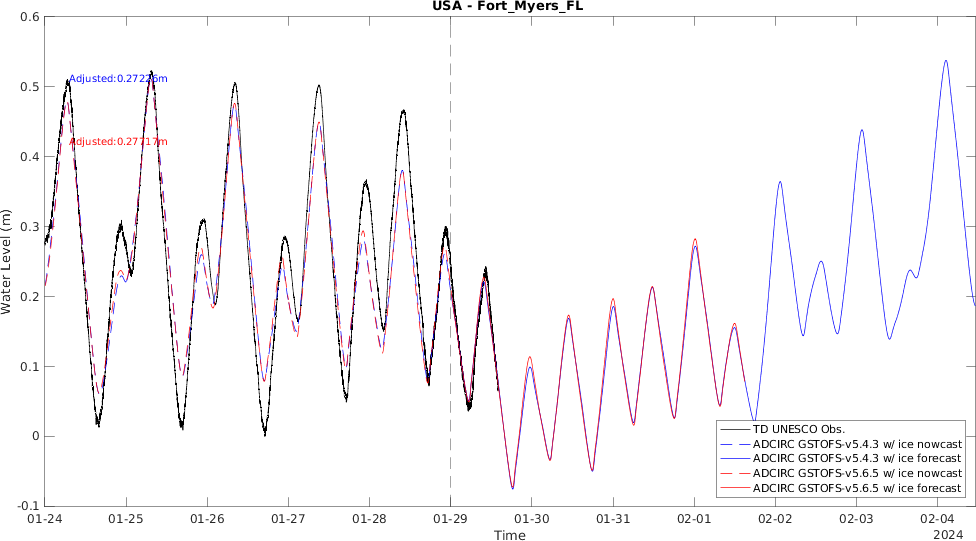 USA - Fort_Myers_FL
0.6
0.5
0.4
0.3
0.2
0.1
0
-0.1
Water Level (m)
Adjusted:0.27226m
Adjusted:0.27717m
TD UNESCO Obs.
ADCIRC GSTOFS-v5.4.3 w/ ice nowcast
ADCIRC GSTOFS-v5.4.3 w/ ice forecast
ADCIRC GSTOFS-v5.6.5 w/ ice nowcast
ADCIRC GSTOFS-v5.6.5 w/ ice forecast
01-24 01-25 01-26 01-27 01-28 01-29 01-30 01-31 02-01 02-02 02-03 02-04
Time
2024